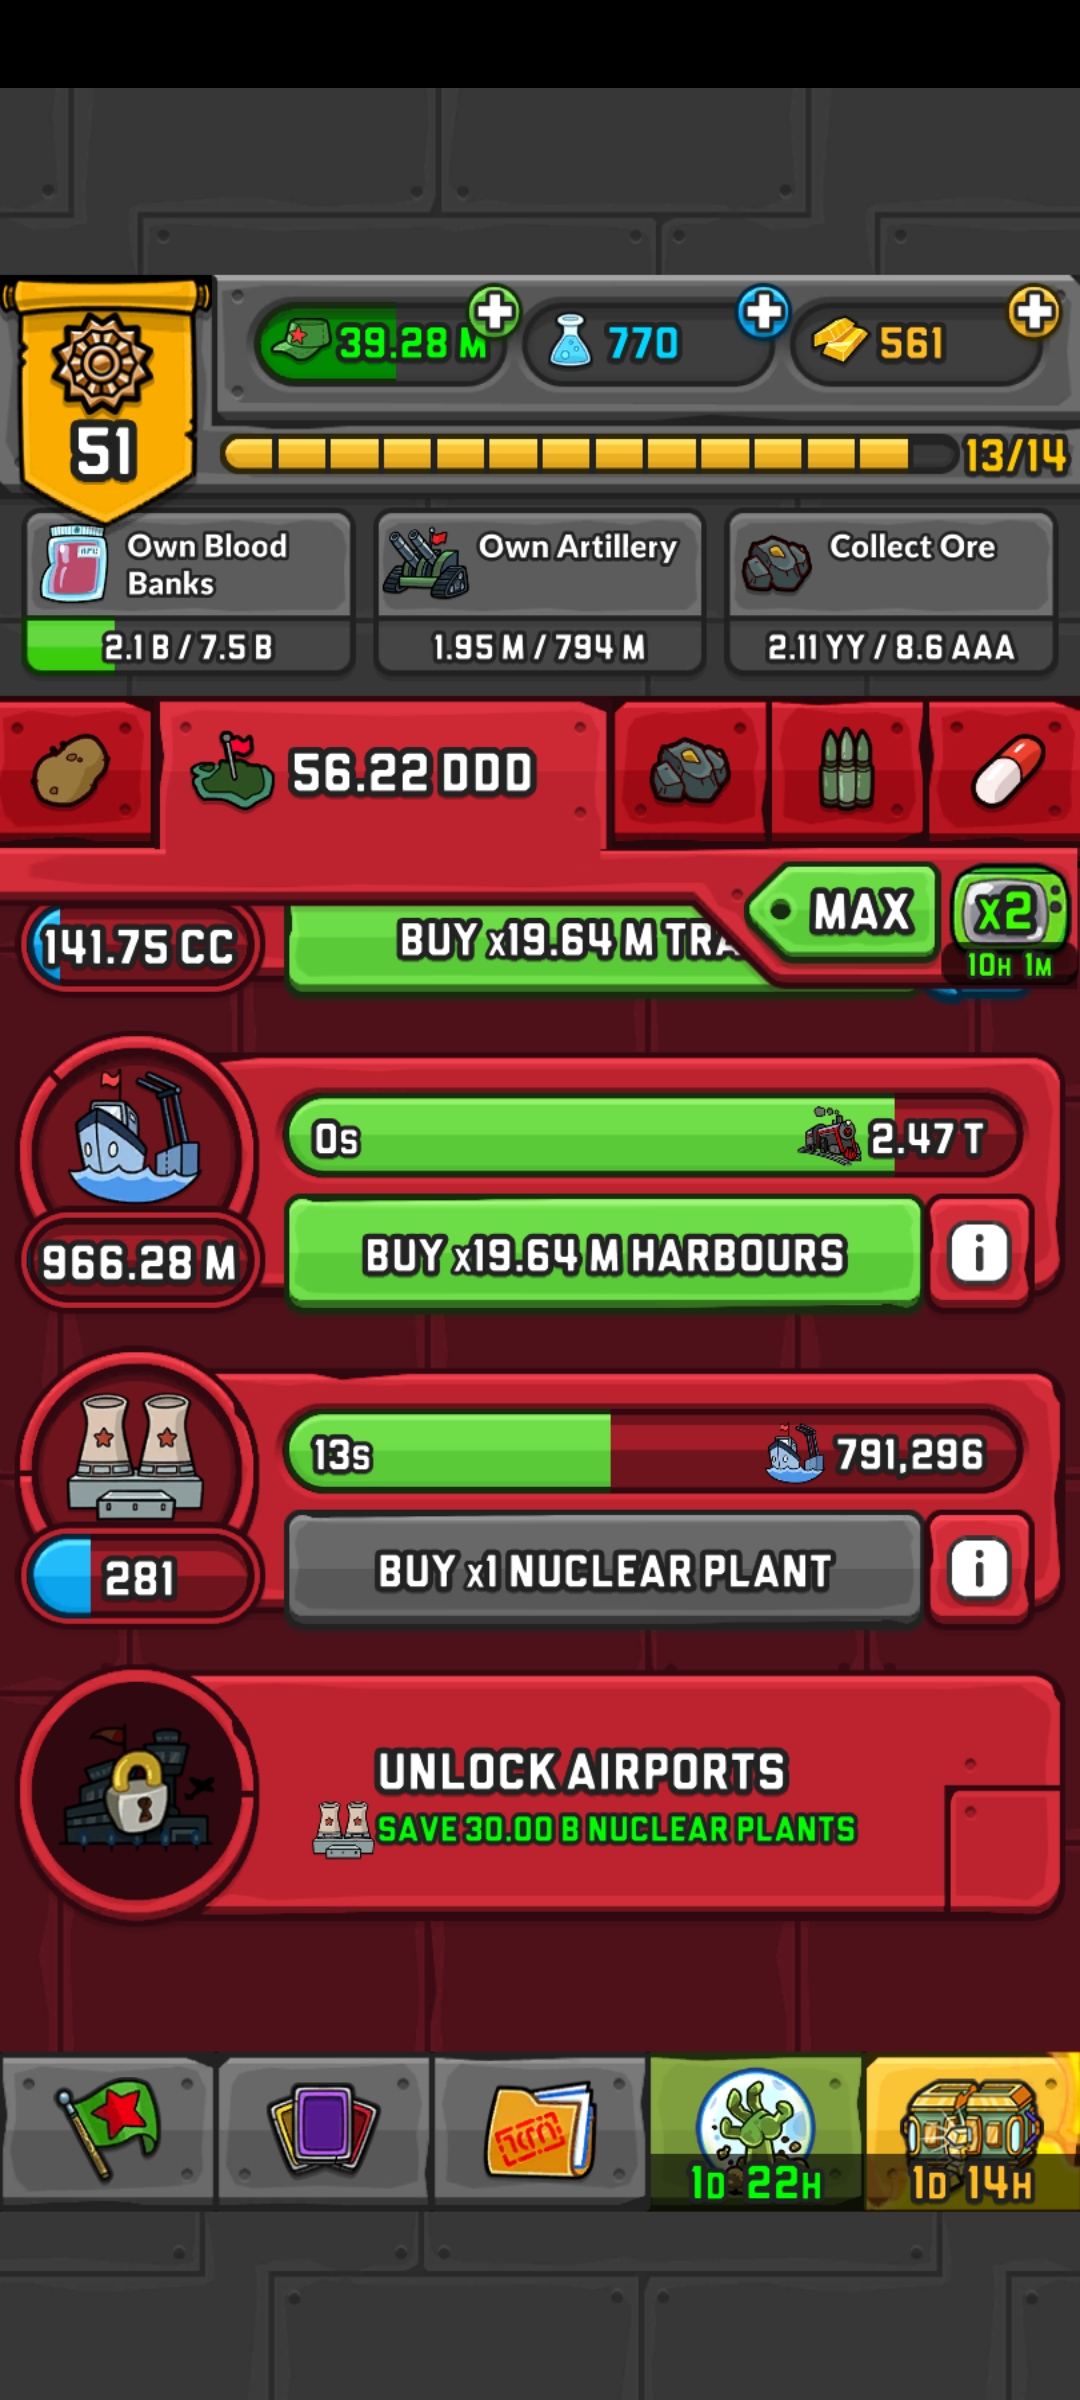 39.28 M
770
561
51
13/14
Own Blood
Banks
Own Artillery
Collect Ore
2.1 B / 7.5 B
1.95 M / 794 M
2.11 YY / 8.6 AAA
56.22 DDD
MAX
X2
10H 1M
141.75 CC
BUY x19.64 M TRA
0s
2.47 T
966.28 M
BUY x19.64 M HARBOURS
i
13s
791,296
281
BUY x1 NUCLEAR PLANT
i
UNLOCK AIRPORTS
SAVE 30.00 B NUCLEAR PLANTS
1D 22H
1D 14H